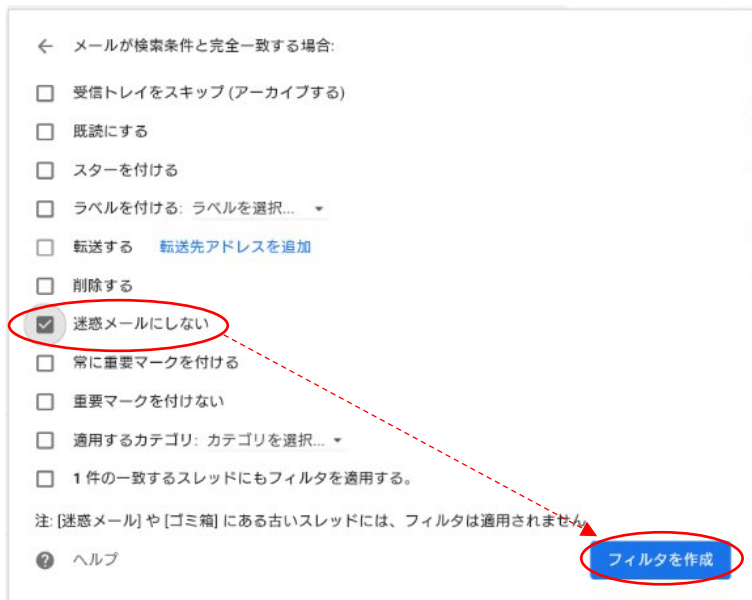 メールが検索条件と完全一致する場合:
受信トレイをスキップ (アーカイブする)
既読にする
スターを付ける
ラベルを付ける: ラベルを選択...
転送する 転送先アドレスを追加
削除する
迷惑メールにしない
常に重要マークを付ける
重要マークを付けない
適用するカテゴリ: カテゴリを選択...
1 件の一致するスレッドにもフィルタを適用する。
注: [迷惑メール] や [ゴミ箱] にある古いスレッドには、フィルタは適用されません
ヘルプ フィルタを作成